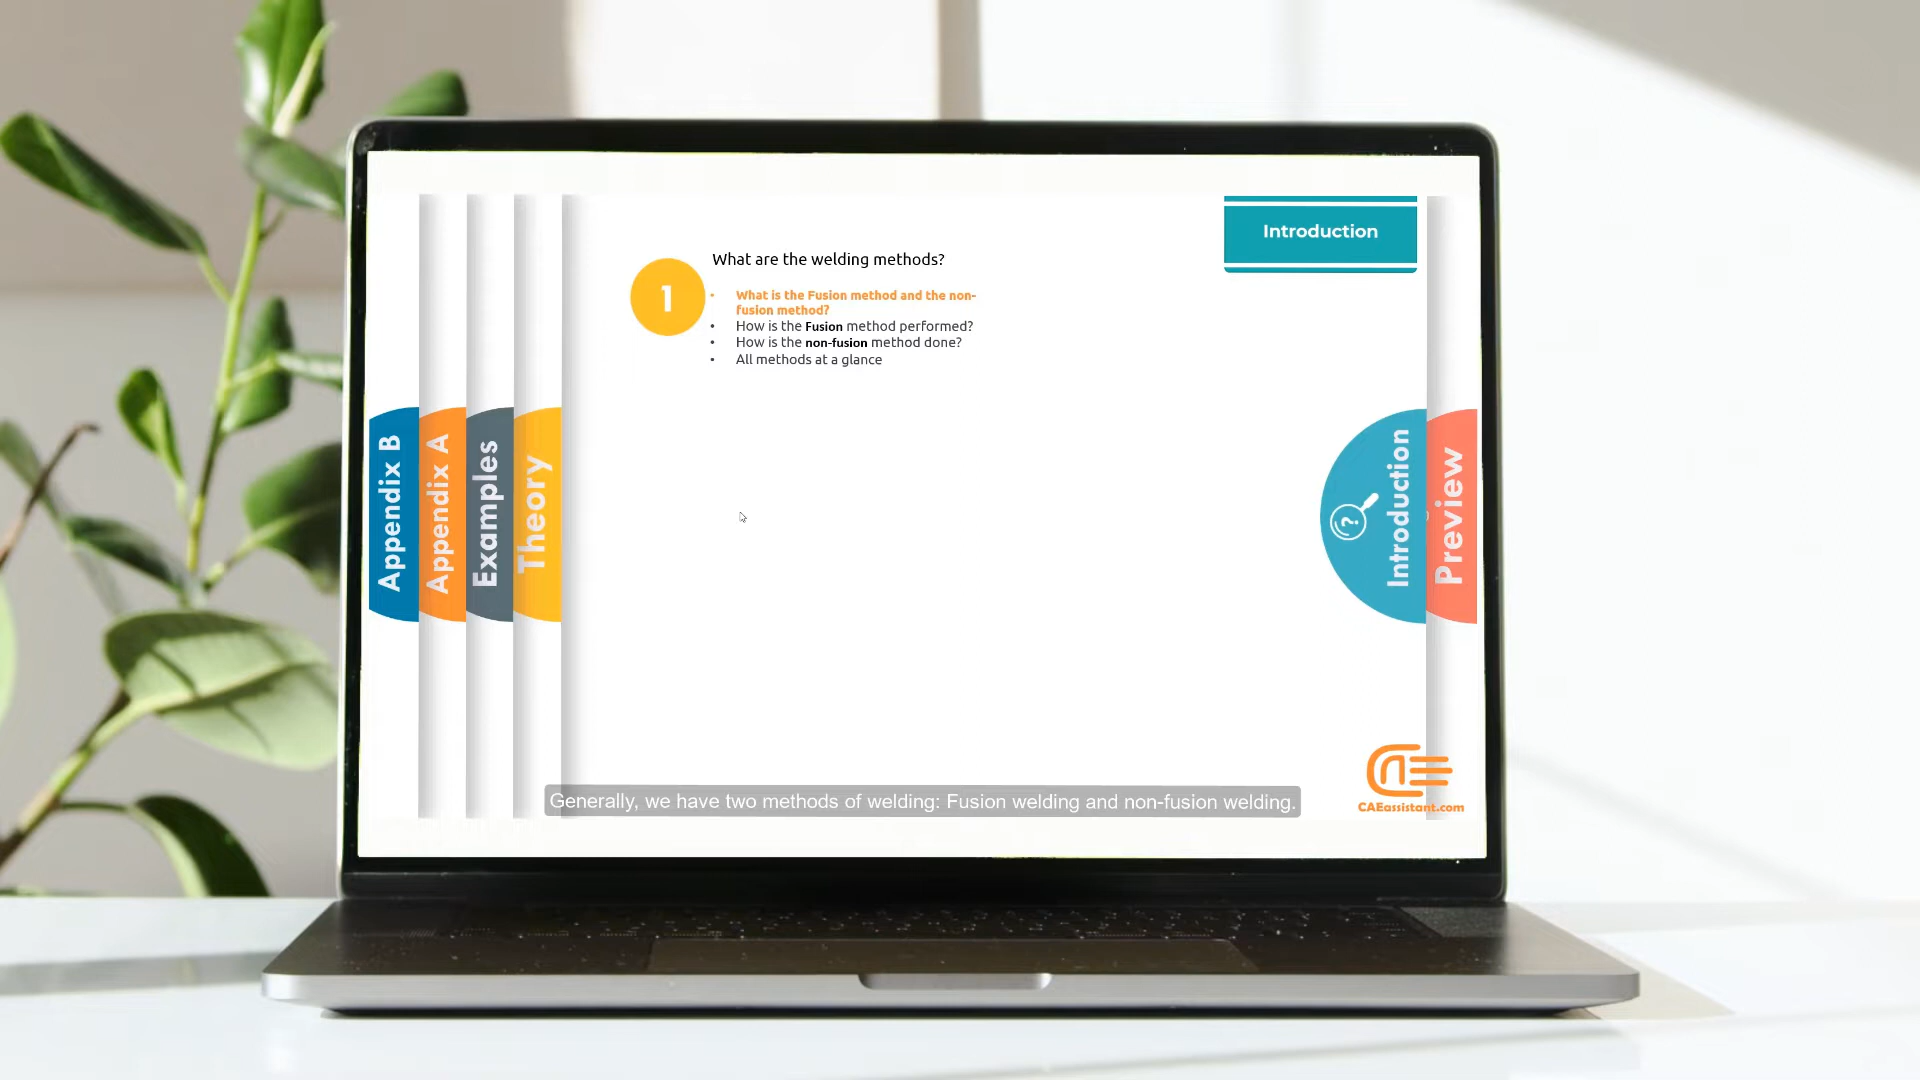 Introduction
What are the welding methods?
1
• What is the Fusion method and the non-
fusion method?
• How is the Fusion method performed?
• How is the non-fusion method done?
• All methods at a glance
Appendix B
Appendix A
Examples
Theory
Introduction
Preview
?
Generally, we have two methods of welding: Fusion welding and non-fusion welding.
CAEassistant.com